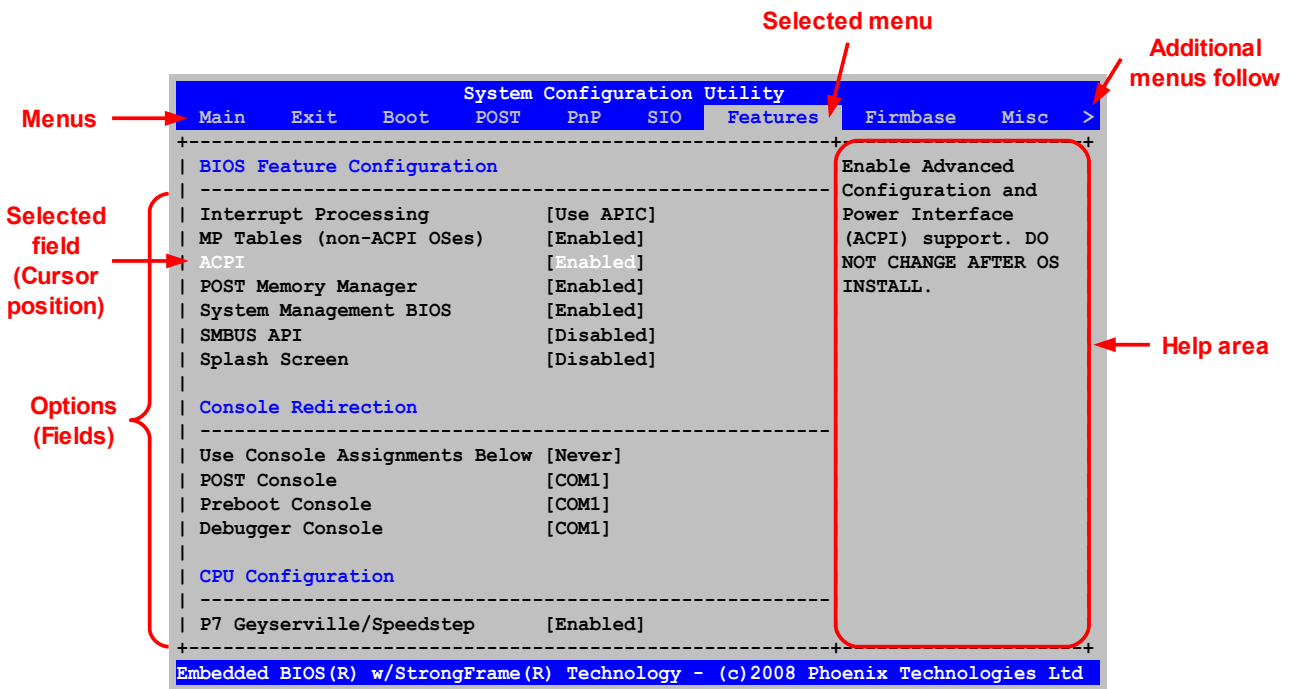 Selected menu
Additional
menus follow
System Configuration Utility
Menus
Main Exit Boot POST PnP SIO Features Firmbase Misc >
+--------------------------------------------------------+---------------------+
| BIOS Feature Configuration
| ------------------------------------------------------
Selected
field
(Cursor
position)
| Interrupt Processing [Use APIC]
| MP Tables (non-ACPI OSes) [Enabled]
| ACPI [Enabled]
| POST Memory Manager [Enabled]
| System Management BIOS [Enabled]
| SMBUS API [Disabled]
| Splash Screen [Disabled]
|
Options
(Fields)
| Console Redirection
| ------------------------------------------------------
| Use Console Assignments Below [Never]
| POST Console [COM1]
| Preboot Console [COM1]
| Debugger Console [COM1]
|
| CPU Configuration
| ------------------------------------------------------
| P7 Geyserville/Speedstep [Enabled]
Enable Advanced
Configuration and
Power Interface
(ACPI) support. DO
NOT CHANGE AFTER OS
INSTALL.
Help area
+--------------------------------------------------------+---------------------+
Embedded BIOS(R) w/StrongFrame(R) Technology - (c)2008 Phoenix Technologies Ltd